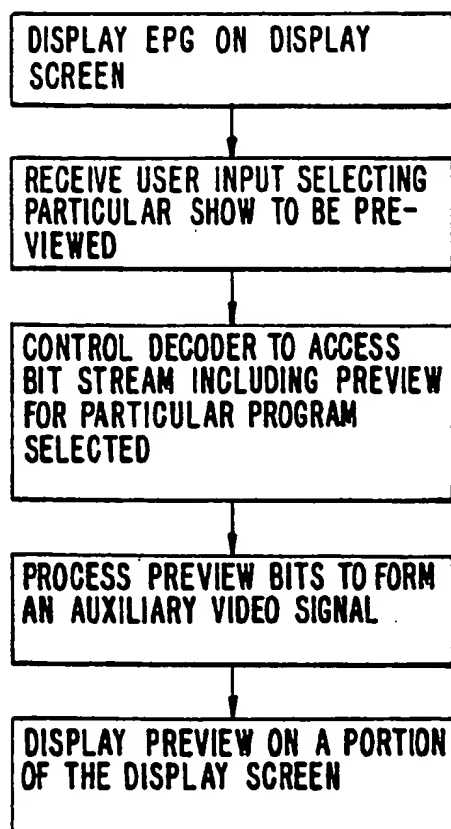 DISPLAY EPG ON DISPLAY
SCREEN
RECEIVE USER INPUT SELECTING
PARTICULAR SHOW TO BE PRE-
VIEWED
CONTROL DECODER TO ACCESS
BIT STREAM INCLUDING PREVIEW
FOR PARTICULAR PROGRAM
SELECTED
PROCESS PREVIEW BITS TO FORM
AN AUXILIARY VIDEO SIGNAL.
DISPLAY PREVIEW ON A PORTION
OF THE DISPLAY SCREEN